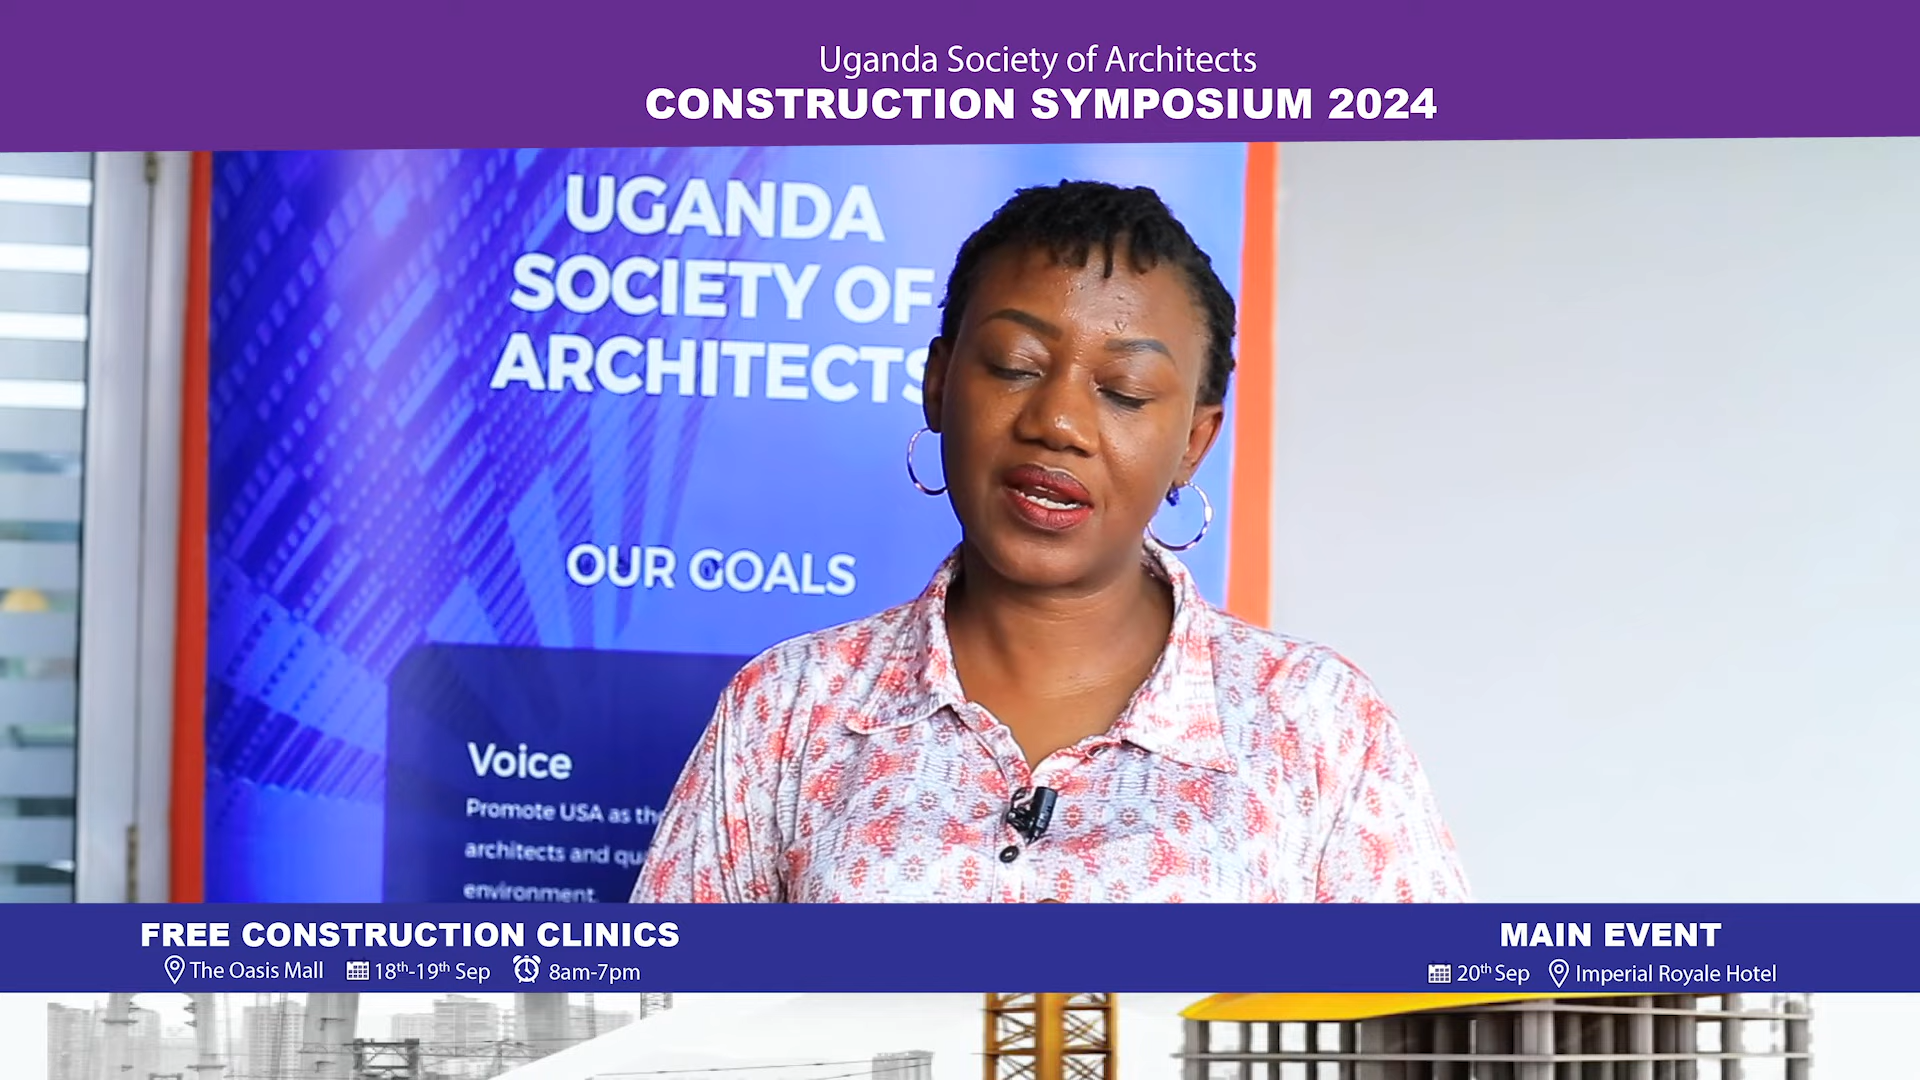 Uganda Society of Architects
CONSTRUCTION SYMPOSIUM 2024
UGANDA
SOCIETY OF
ARCHITECTS
OUR GOALS
Voice
Promote USA as the
architects and
environment.
FREE CONSTRUCTION CLINICS
The Oasis Mall 18th-19th Sep 8am-7pm
MAIN EVENT
20th Sep Imperial Royale Hotel